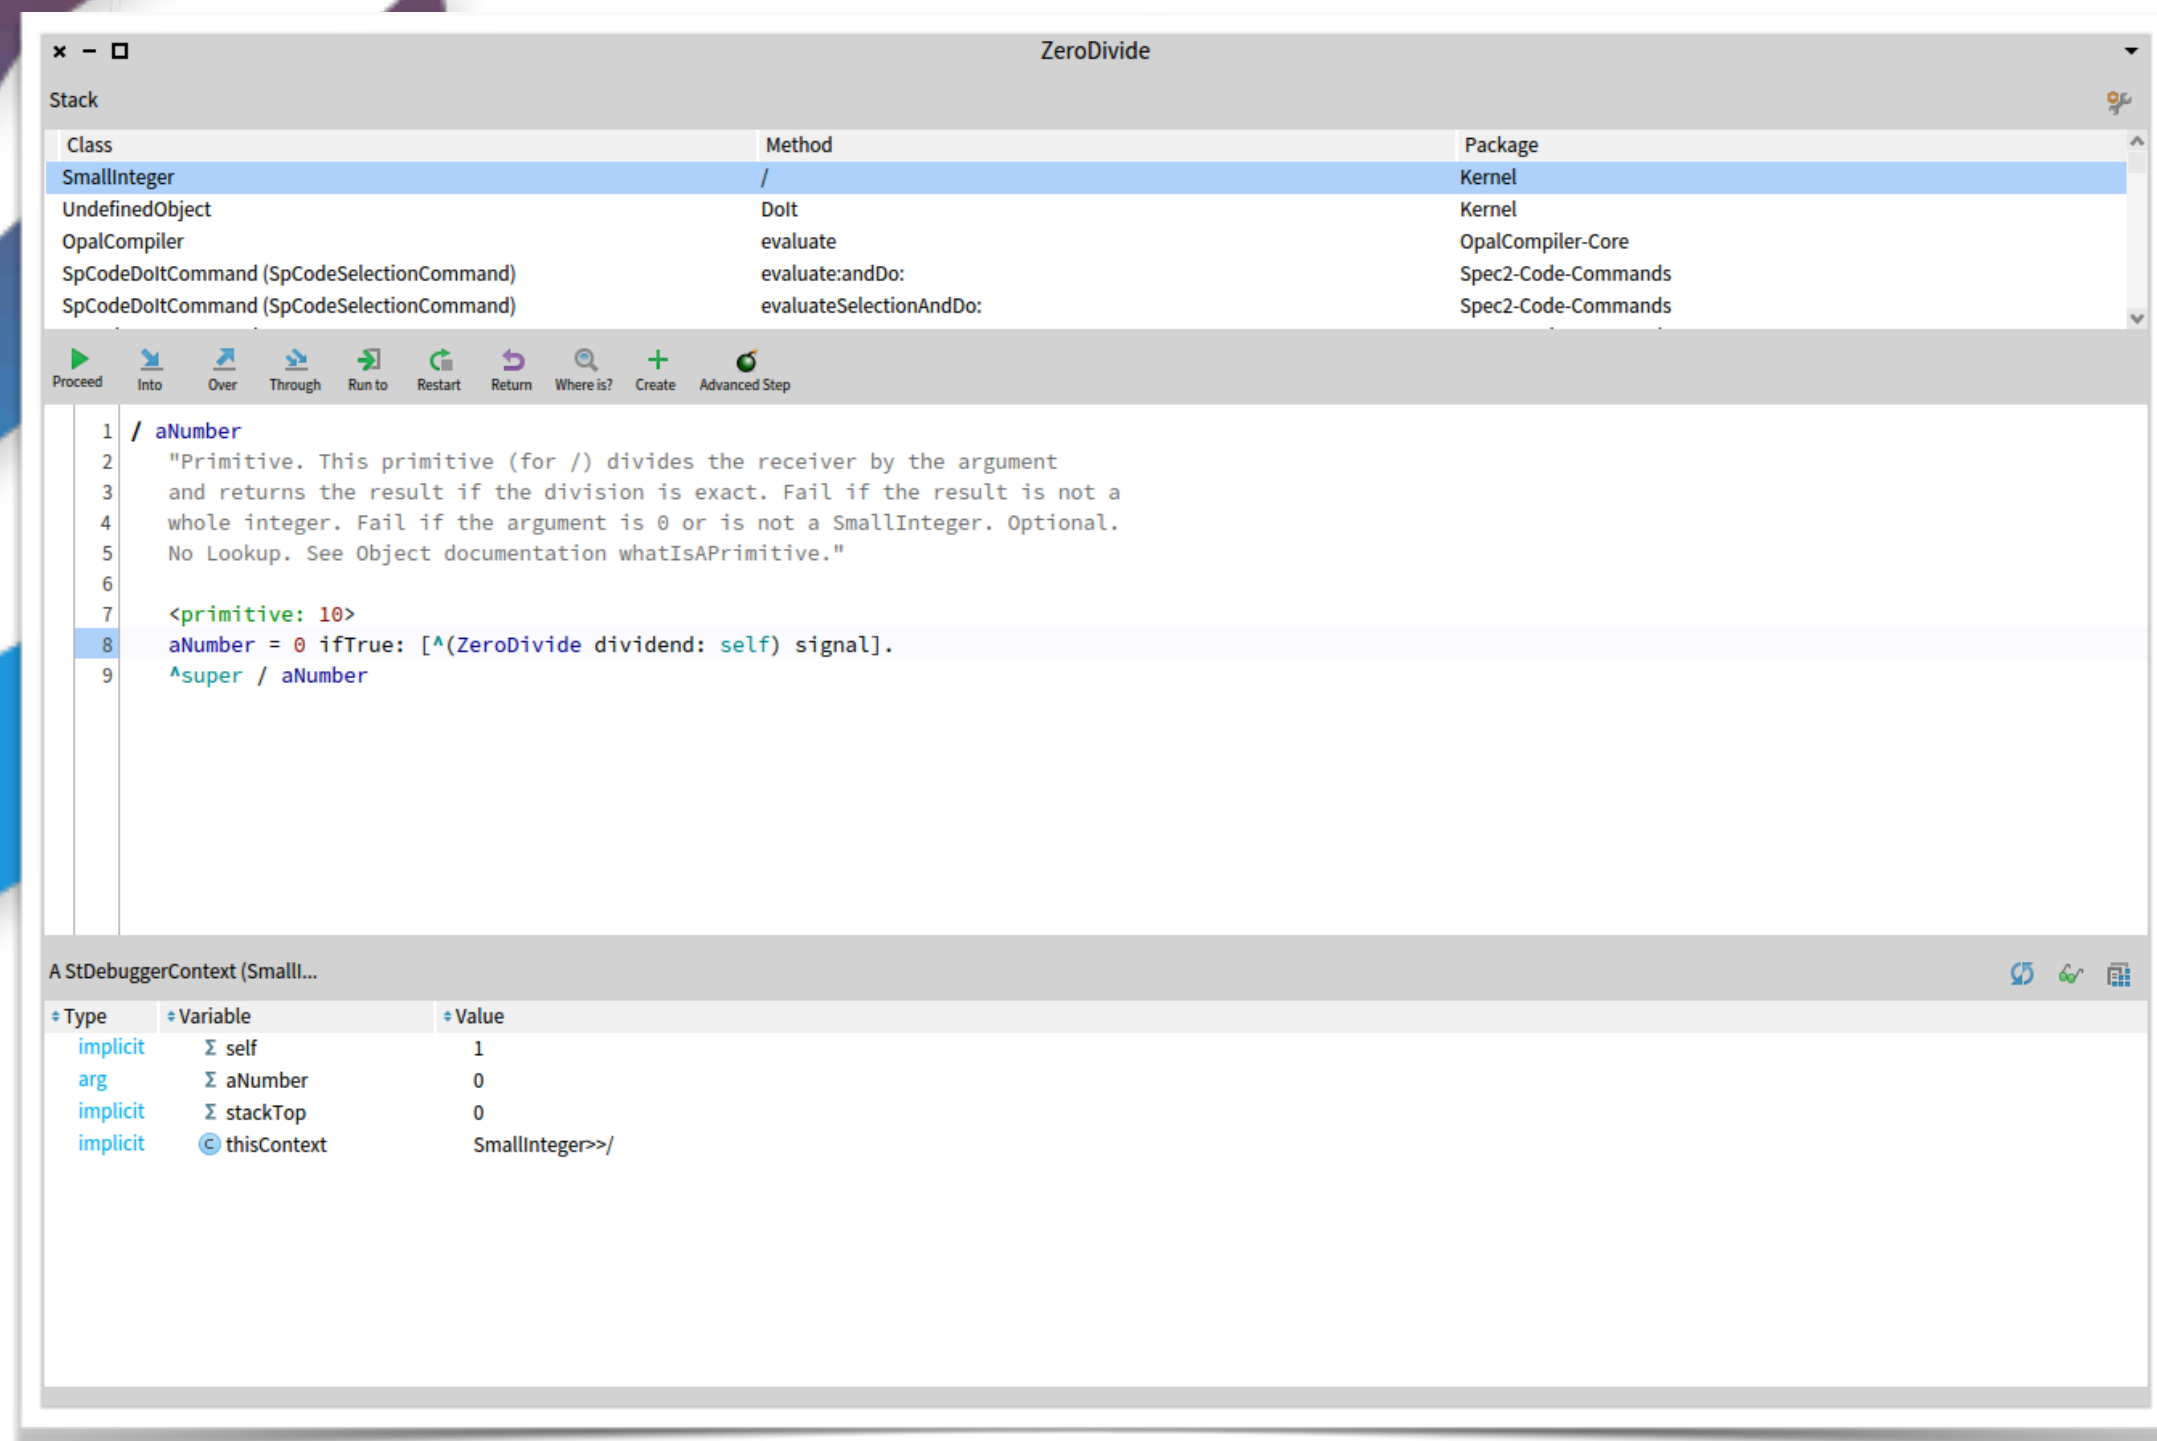 ZeroDivide
Stack
Class Method Package
SmallInteger / Kernel
UndefinedObject DoIt Kernel
OpalCompiler evaluate OpalCompiler-Core
SpCodeDoItCommand (SpCodeSelectionCommand) evaluate:andDo: Spec2-Code-Commands
SpCodeDoItCommand (SpCodeSelectionCommand) evaluateSelectionAndDo: Spec2-Code-Commands
Proceed Into Over Through Run to Restart Return Where is? Create Advanced Step
1 / aNumber
2 "Primitive. This primitive (for /) divides the receiver by the argument
3 and returns the result if the division is exact. Fail if the result is not a
4 whole integer. Fail if the argument is 0 or is not a SmallInteger. Optional.
5 No Lookup. See Object documentation whatIsAPrimitive."
6
7 <primitive: 10>
8 aNumber = 0 ifTrue: [^(ZeroDivide dividend: self) signal].
9 ^super / aNumber
A StDebuggerContext (SmallI...
Type Variable Value
implicit Σ self 1
arg Σ aNumber 0
implicit Σ stackTop 0
implicit C thisContext SmallInteger>>/